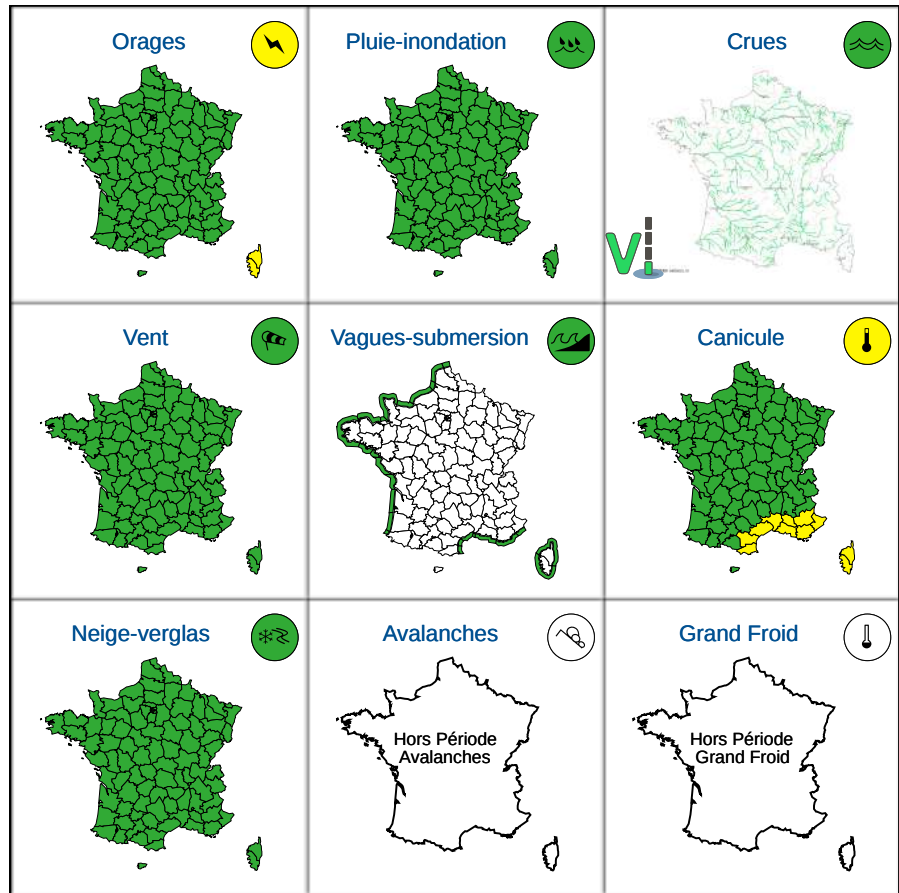 Orages
Pluie-inondation
Crues
Vent
Vagues-submersion
Canicule
Neige-verglas
Avalanches
Hors Période
Avalanches
Grand Froid
Hors Période
Grand Froid